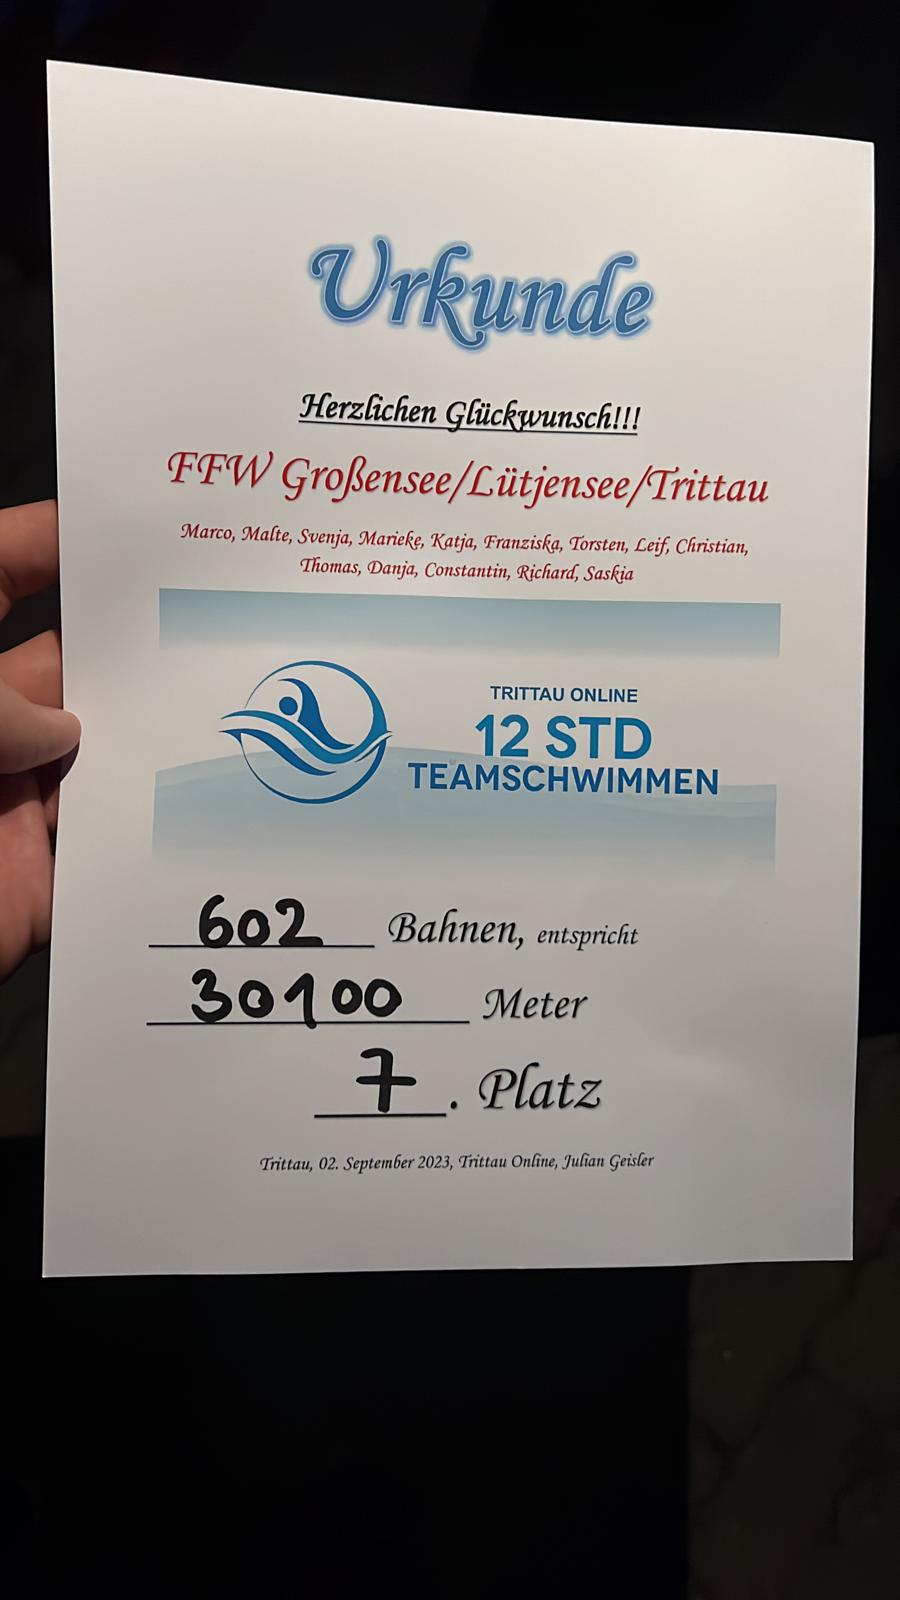 Urkunde
Herzlichen Glückwunsch!!!
FFW Großensee/Lütjensee/Trittau
Marco, Malte, Svenja, Marieke, Katja, Franziska, Torsten, Leif, Christian,
Thomas, Danja, Constantin, Richard, Saskia
TRITTAU ONLINE
12 STD
TEAMSCHWIMMEN
602 Bahnen, entspricht
30100 Meter
7. Platz
Trittau, 02. September 2023, Trittau Online, Julian Geisler